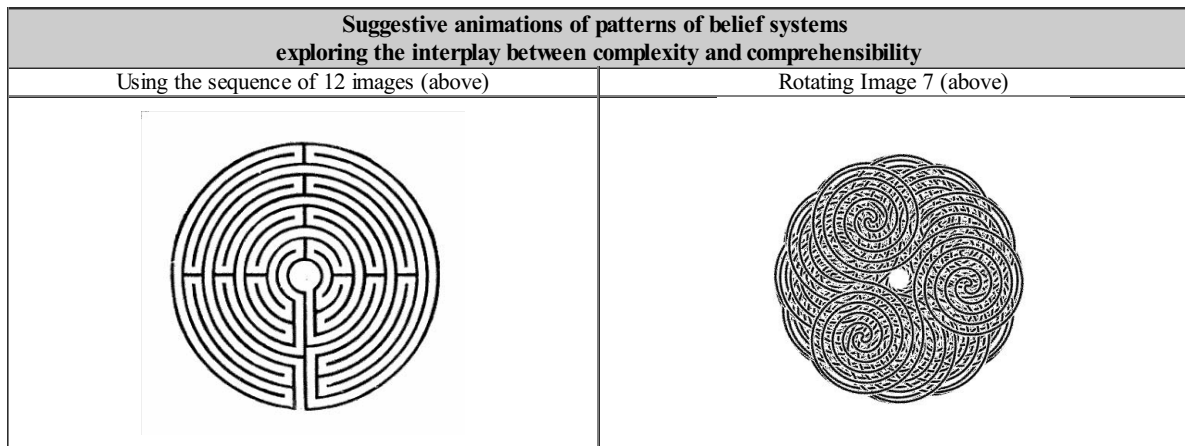 Suggestive animations of patterns of belief systems
exploring the interplay between complexity and comprehensibility
Using the sequence of 12 images (above)
Rotating Image 7 (above)